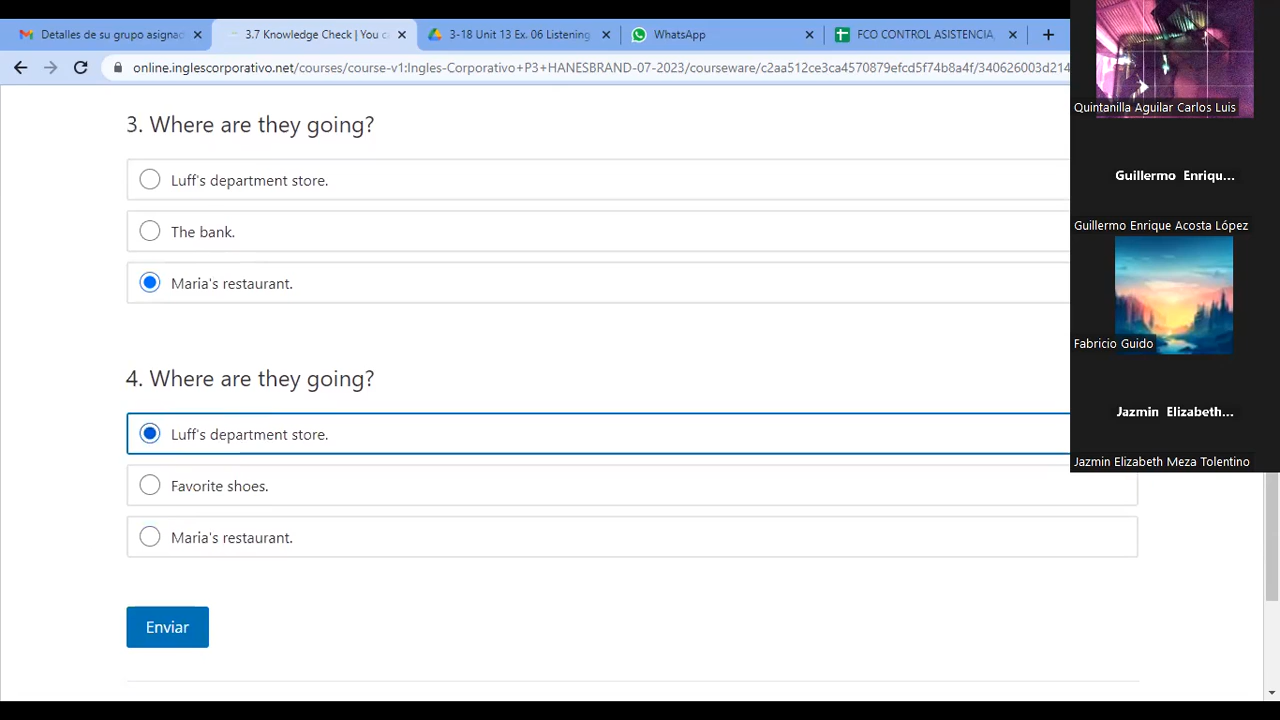 Detalles de su grupo asignac
3.7 Knowledge Check | You c
3-18 Unit 13 Ex. 06 Listening
WhatsApp
FCO CONTROL ASISTENCIA
online.inglescorporativo.net/courses/course-v1:Ingles-Corporativo+P3+HANESBRAND-07-2023/courseware/c2aa512ce3ca4570879efcd5f74b8a4f/340626003d214
3. Where are they going?
Luff's department store.
The bank.
Maria's restaurant.
4. Where are they going?
Luff's department store.
Favorite shoes.
Maria's restaurant.
Enviar
Quintanilla Aguilar Carlos Luis
Guillermo Enriqu...
Guillermo Enrique Acosta López
Fabricio Guido
Jazmin Elizabeth...
Jazmin Elizabeth Meza Tolentino